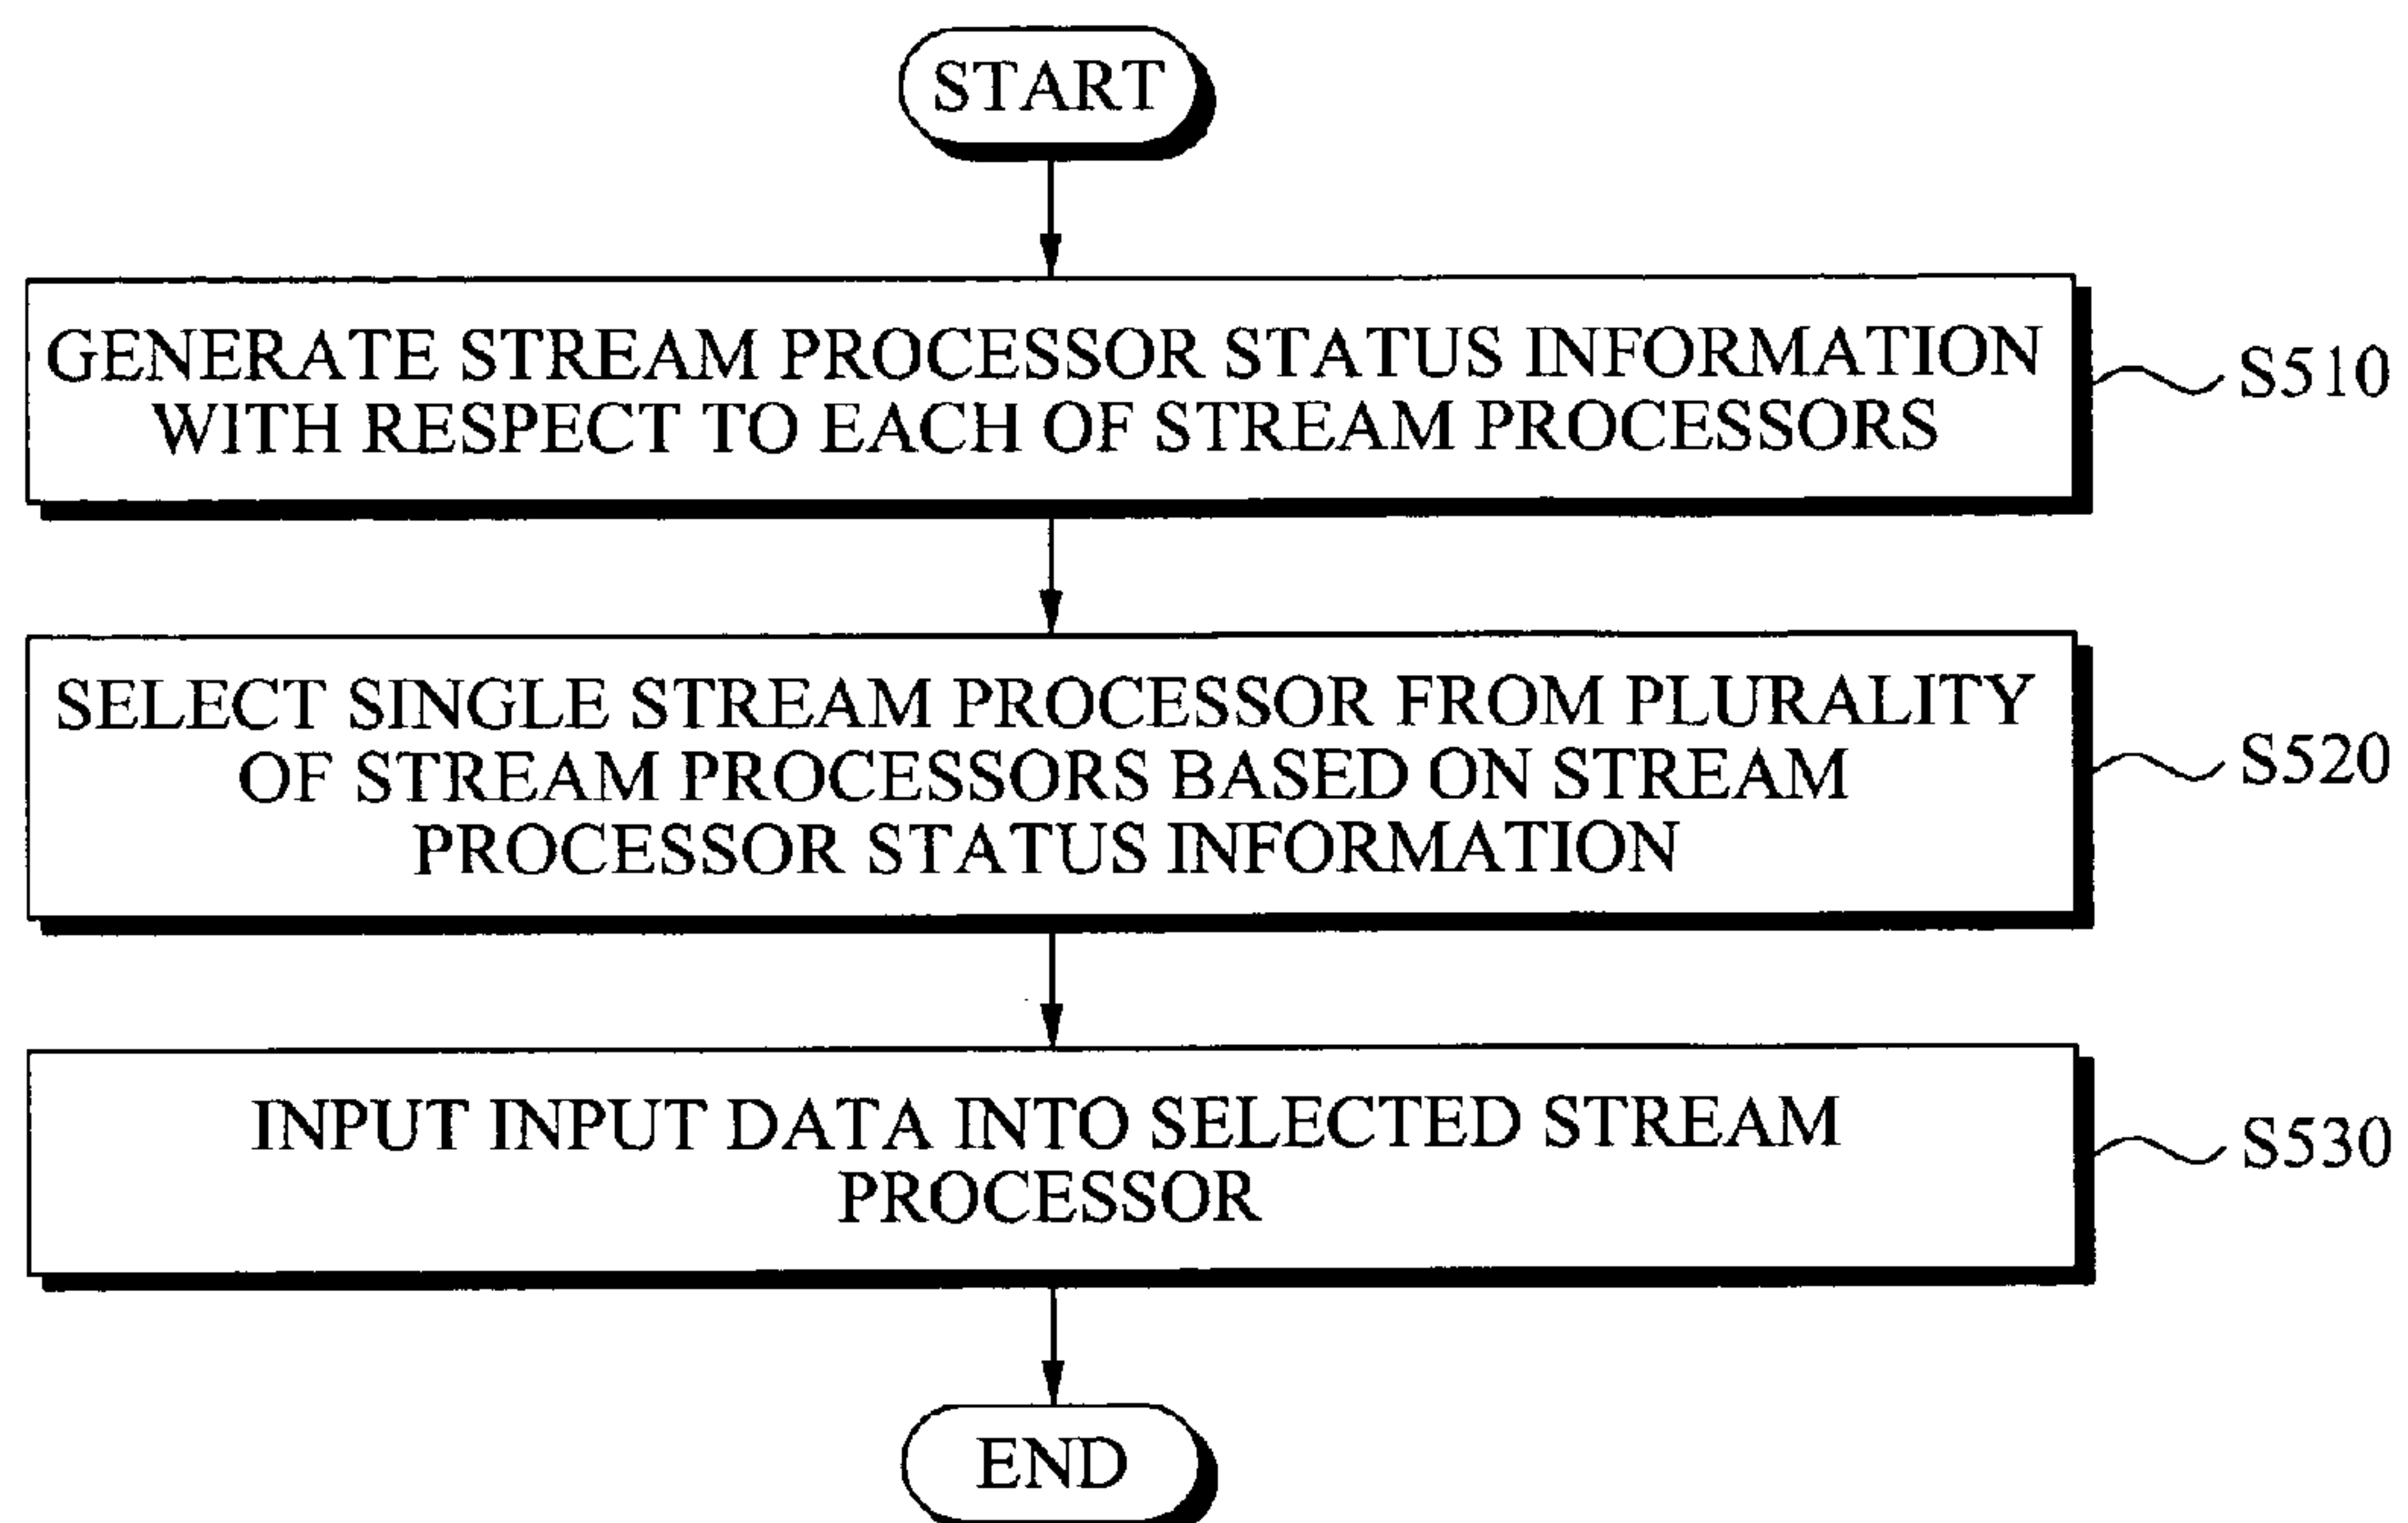 START
GENERATE STREAM PROCESSOR STATUS INFORMATION
WITH RESPECT TO EACH OF STREAM PROCESSORS
S510
SELECT SINGLE STREAM PROCESSOR FROM PLURALITY
OF STREAM PROCESSORS BASED ON STREAM
PROCESSOR STATUS INFORMATION
S520
INPUT INPUT DATA INTO SELECTED STREAM
PROCESSOR
S530
END